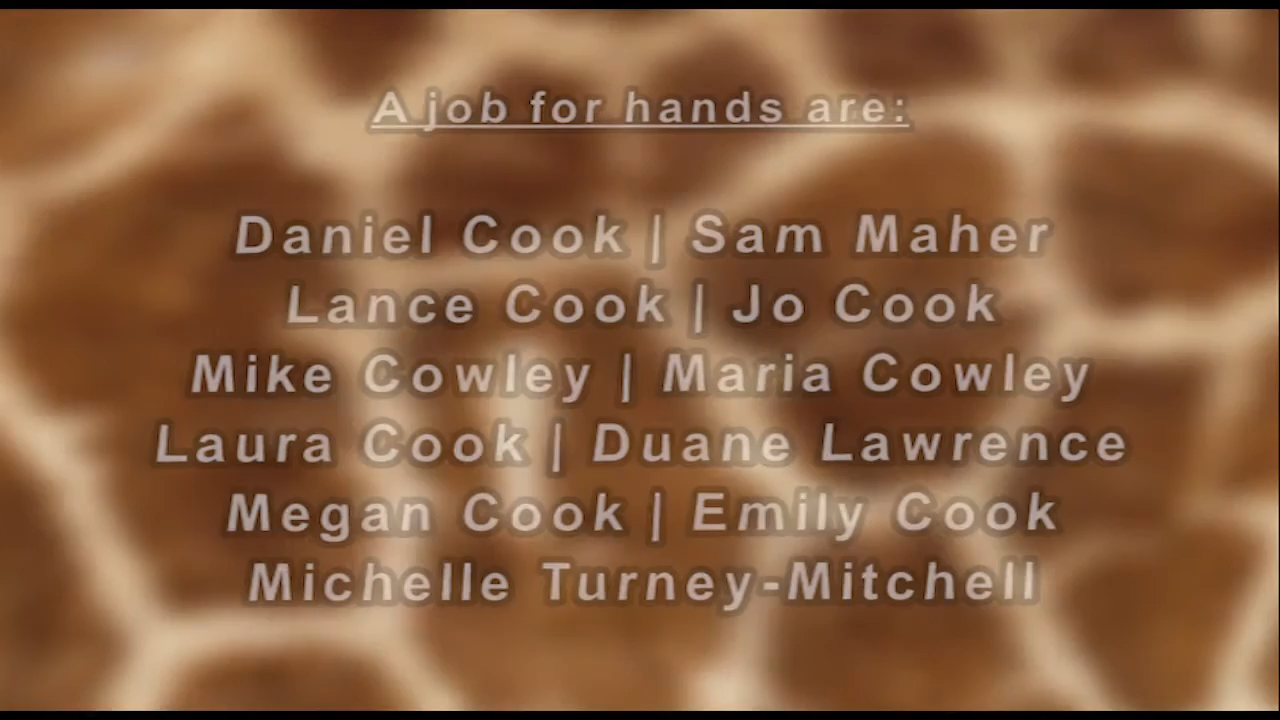 A job for hands are:
Daniel Cook | Sam Maher
Lance Cook | Jo Cook
Mike Cowley | Maria Cowley
Laura Cook | Duane Lawrence
Megan Cook | Emily Cook
Michelle Turney-Mitchell